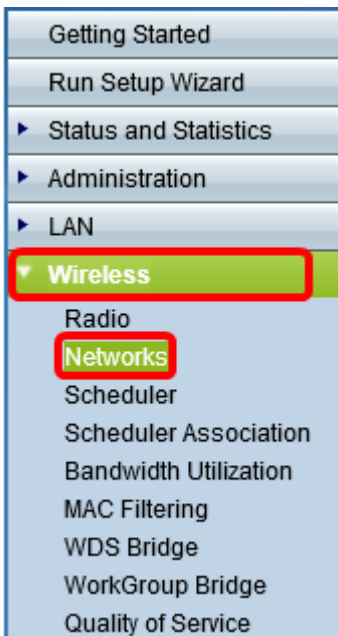 Getting Started
Run Setup Wizard
Status and Statistics
Administration
LAN
Wireless
Radio
Networks
Scheduler
Scheduler Association
Bandwidth Utilization
MAC Filtering
WDS Bridge
WorkGroup Bridge
Quality of Service